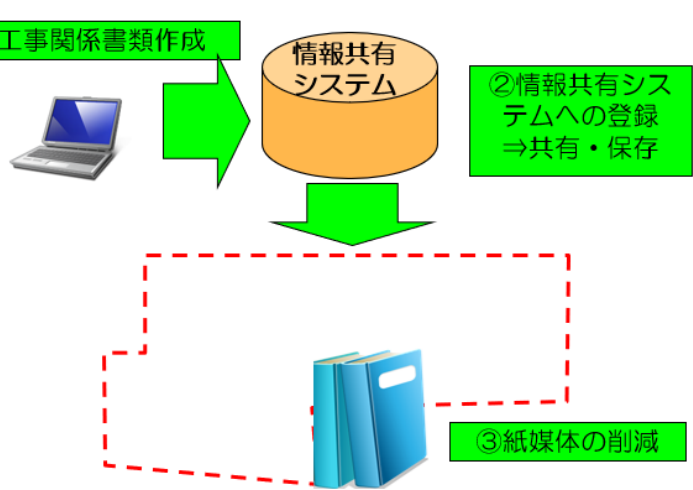 工事関係書類作成
情報共有
システム
②情報共有シス
テムへの登録
⇒共有・保存
③紙媒体の削減